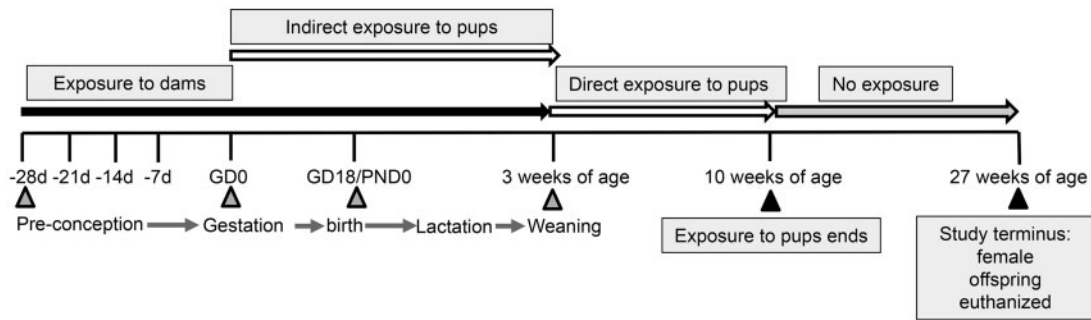 Indirect exposure to pups
Exposure to dams
Direct exposure to pups
No exposure
-28d -21d -14d -7d GD0 GD18/PND0 3 weeks of age 10 weeks of age 27 weeks of age
Pre-conception Gestation birth Lactation Weaning
Exposure to pups ends
Study terminus:
female
offspring
euthanized